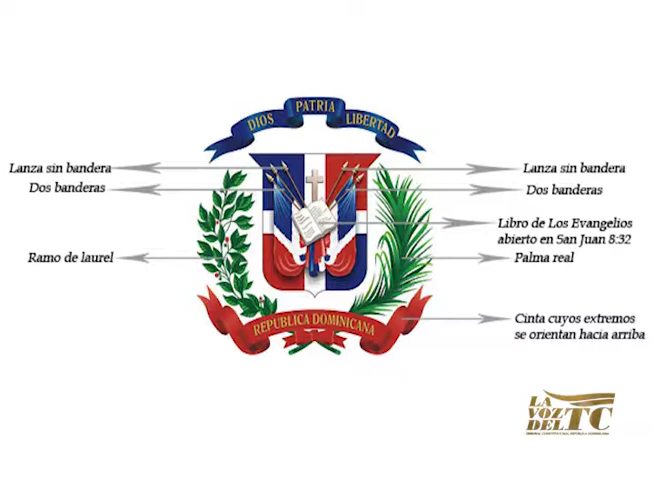 DIOS PATRIA LIBERTAD
Lanza sin bandera
Lanza sin bandera
Dos banderas
Dos banderas
Libro de Los Evangelios
abierto en San Juan 8:32
Ramo de laurel
Palma real
REPUBLICA DOMINICANA
Cinta cuyos extremos
se orientan hacia arriba
LA
VOZ
DEL TC